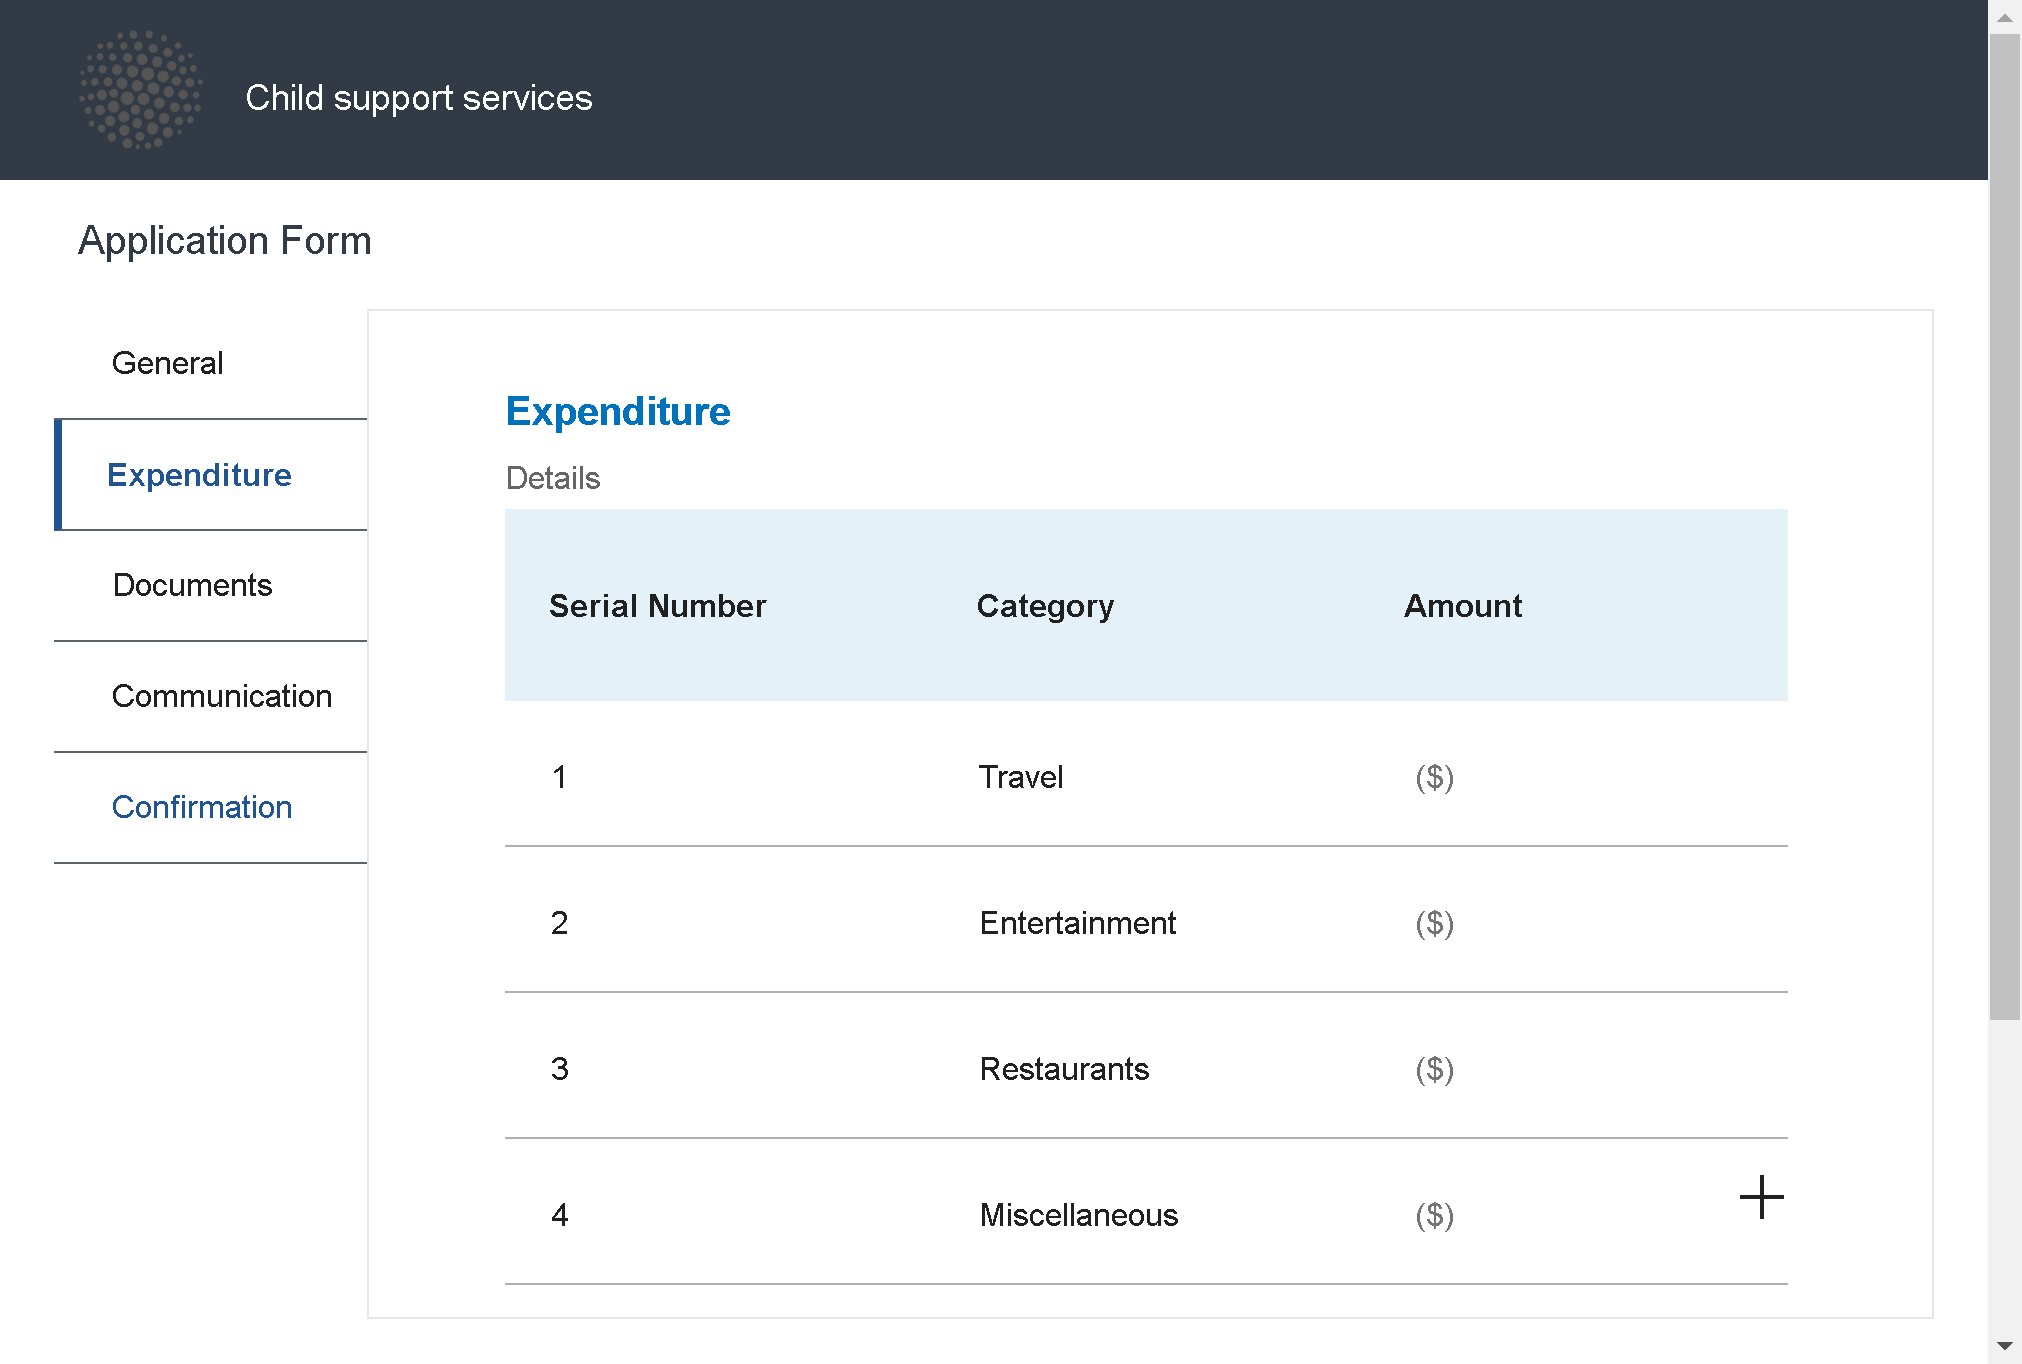 Child support services
Application Form
General
Expenditure
Documents
Communication
Confirmation
Expenditure
Details
Serial Number Category Amount
1 Travel ($)
2 Entertainment ($)
3 Restaurants ($)
4 Miscellaneous ($)